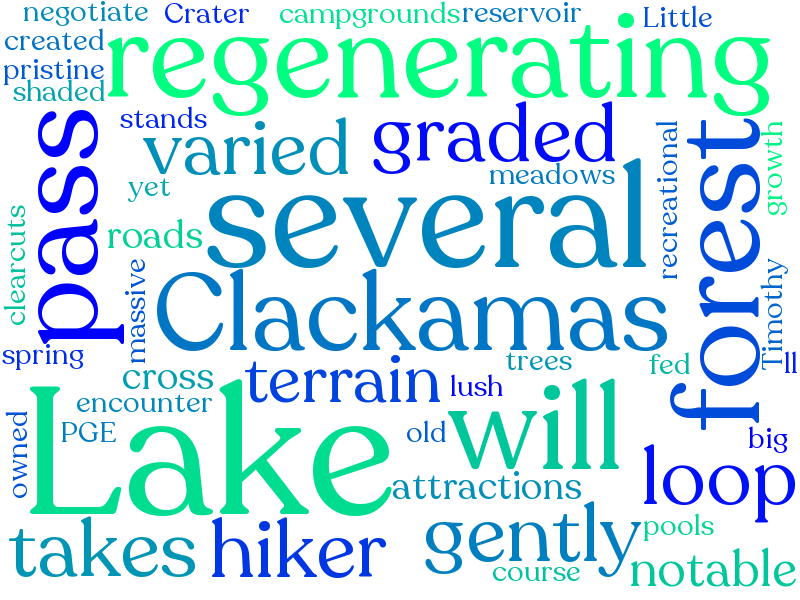 negotiate
Crater
campgrounds
reservoir
Little
created
regenerating
pristine
shaded
pass
stands
varied
graded
forest
recreational
growth
meadows
yet
several
roads
clearcuts
massive
Clackamas
Timothy
spring
cross
terrain
trees
fed
ll
encounter
lush
Lake
will
owned
PGE
old
big
loop
attractions
takes
hiker
gently
pools
course
notable